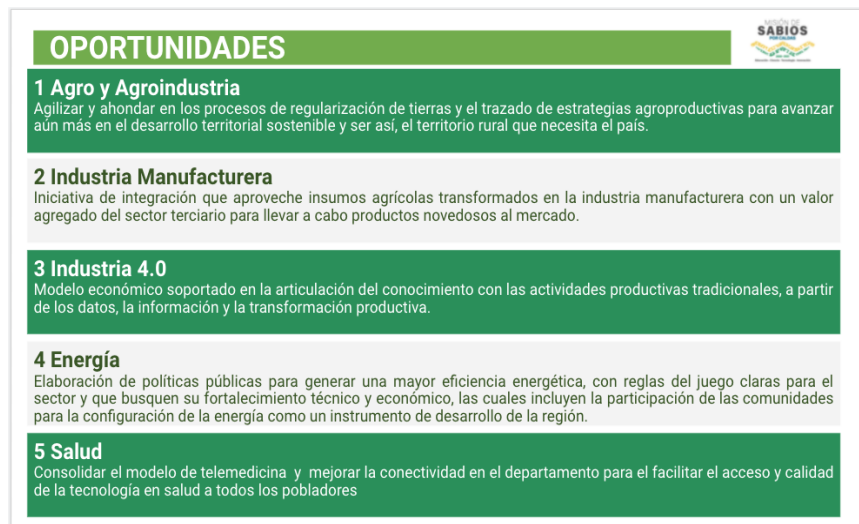 MISIÓN DE
SABIOS
POR CALDAS
OPORTUNIDADES
1 Agro y Agroindustria
Agilizar y ahondar en los procesos de regularización de tierras y el trazado de estrategias agroproductivas para avanzar
aún más en el desarrollo territorial sostenible y ser así, el territorio rural que necesita el país.
2 Industria Manufacturera
Iniciativa de integración que aproveche insumos agrícolas transformados en la industria manufacturera con un valor
agregado del sector terciario para llevar a cabo productos novedosos al mercado.
3 Industria 4.0
Modelo económico soportado en la articulación del conocimiento con las actividades productivas tradicionales, a partir
de los datos, la información y la transformación productiva.
4 Energía
Elaboración de políticas públicas para generar una mayor eficiencia energética, con reglas del juego claras para el
sector y que busquen su fortalecimiento técnico y económico, las cuales incluyen la participación de las comunidades
para la configuración de la energía como un instrumento de desarrollo de la región.
5 Salud
Consolidar el modelo de telemedicina y mejorar la conectividad en el departamento para el facilitar el acceso y calidad
de la tecnología en salud a todos los pobladores